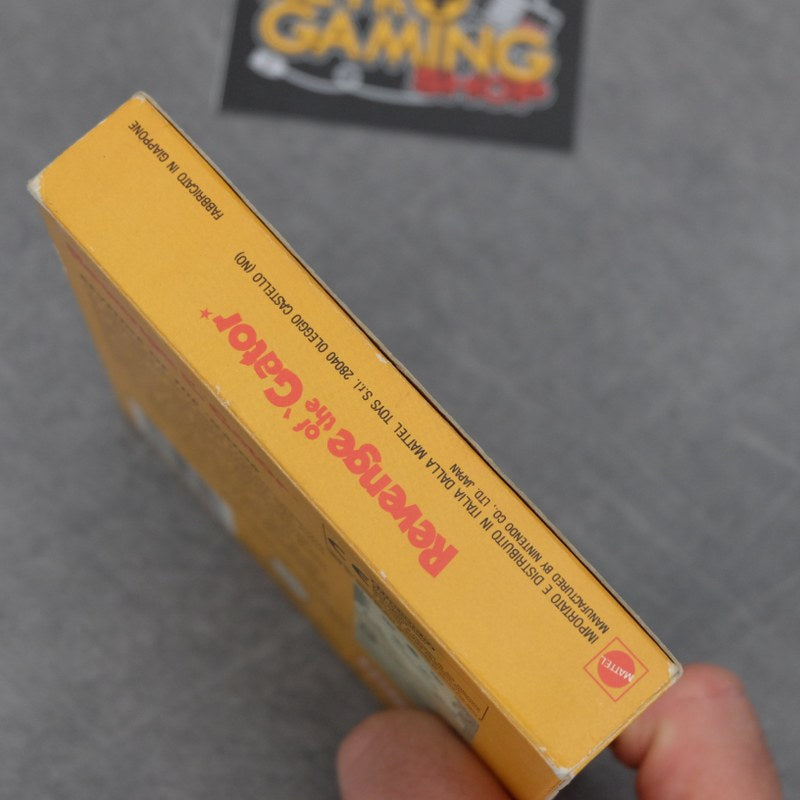 GAMING
SHOP
FABBRICATO IN GIAPPONE
Revenge of the 'Gator
IMPORTATO E DISTRIBUITO IN ITALIA DALLA MATTEL TOYS S.r.l. 28040 OLEGGIO CASTELLO (NO)
MANUFACTURED BY NINTENDO CO., LTD. JAPAN
MATTEL